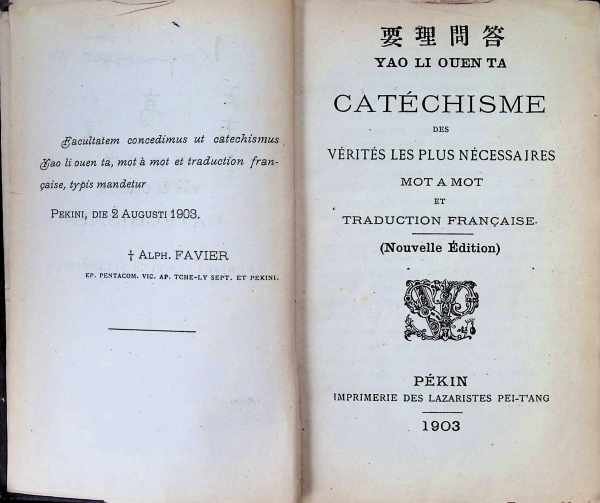 Facultatem concedimus ut catechismus
Yao li ouen ta, mot à mot et traduction fran-
çaise, typis mandetur
PEKINI, DIE 2 AUGUSTI 1903.
† ALPH. FAVIER
EP. PENTACOM. VIC. AP. TCHE-LY SEPT. ET PEKINI.
要理問答
YAO LI OUEN TA
CATÉCHISME
DES
VÉRITÉS LES PLUS NÉCESSAIRES
MOT A MOT
ET
TRADUCTION FRANÇAISE.
(Nouvelle Édition)
PÉKIN
IMPRIMERIE DES LAZARISTES PEI-T'ANG
1903